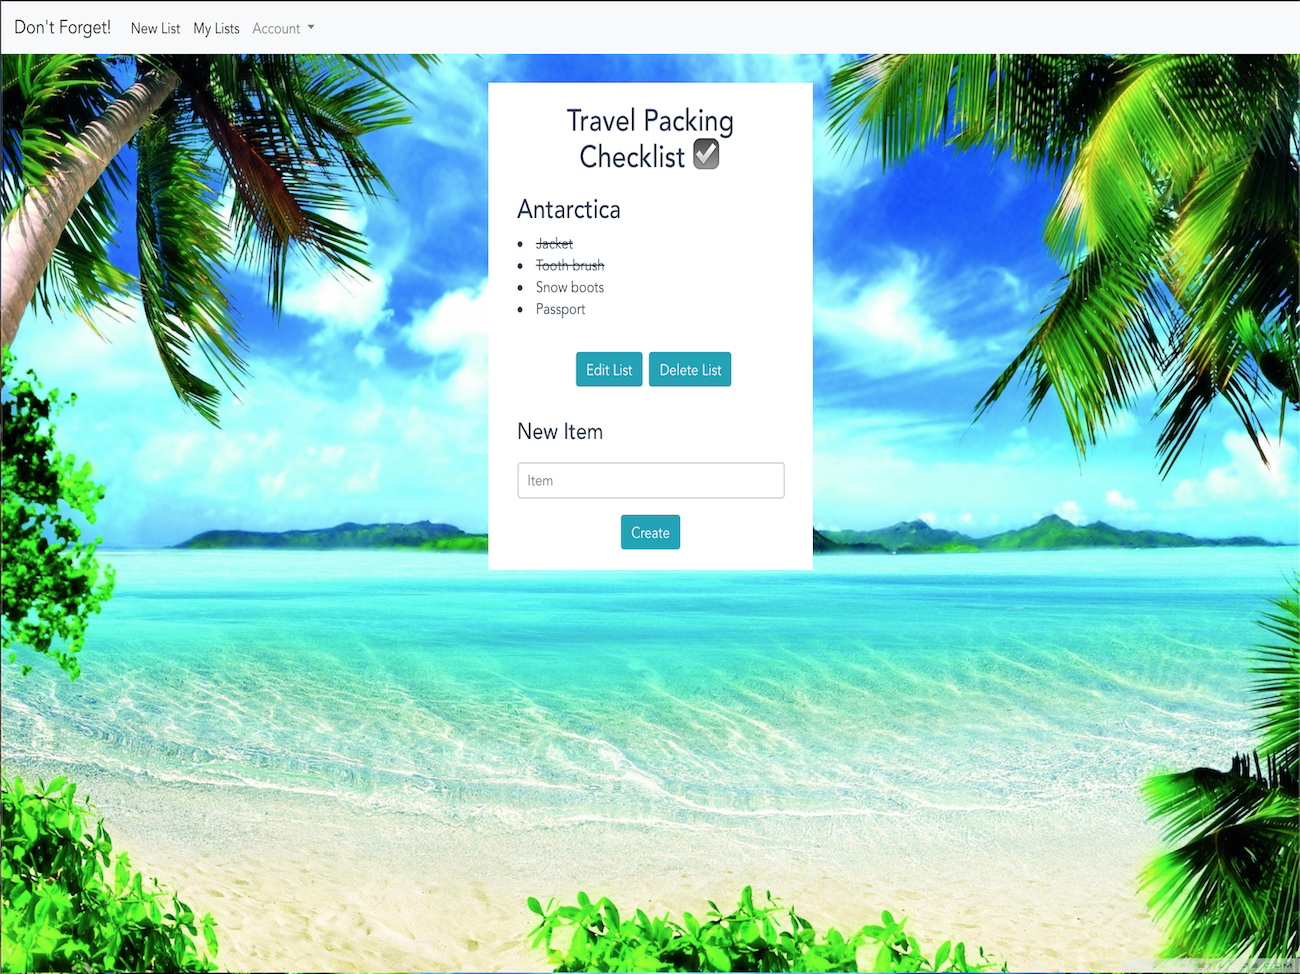 Don't Forget! New List My Lists Account
Travel Packing
Checklist
Antarctica
Jacket
Tooth brush
Snow boots
Passport
Edit List Delete List
New Item
Item
Create